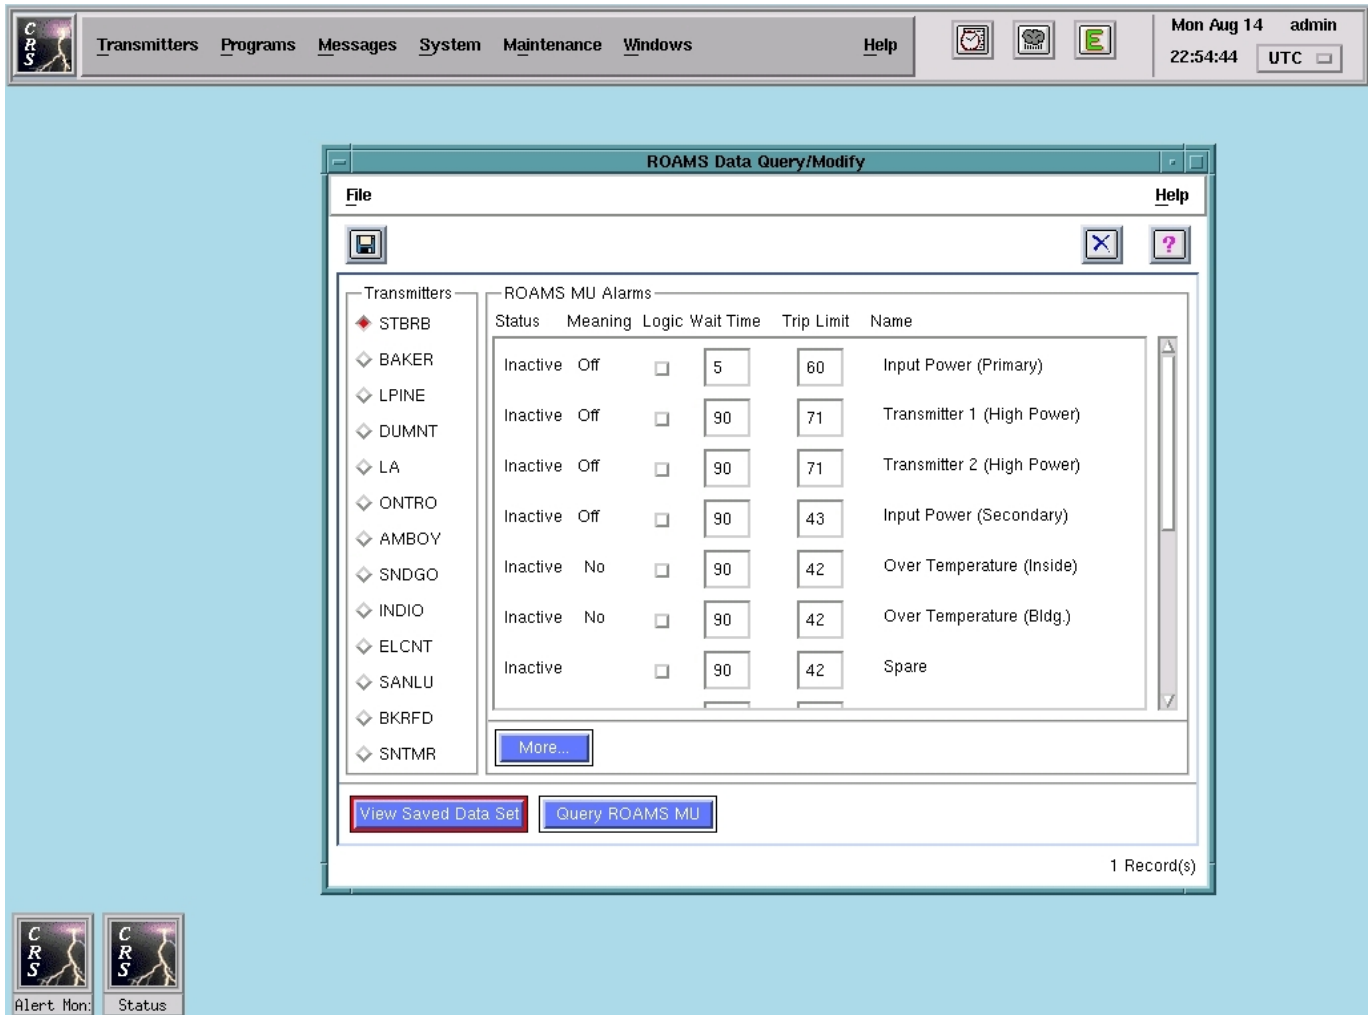 CRS
Transmitters Programs Messages System Maintenance Windows Help
E
Mon Aug 14 admin
22:54:44 UTC
ROAMS Data Query/Modify
File Help
?
Transmitters
STBRB
BAKER
LPINE
DUMNT
LA
ONTRO
AMBOY
SNDGO
INDIO
ELCNT
SANLU
BKRFD
SNTMR
ROAMS MU Alarms
Status Meaning Logic Wait Time Trip Limit Name
Inactive Off 5 60 Input Power (Primary)
Inactive Off 90 71 Transmitter 1 (High Power)
Inactive Off 90 71 Transmitter 2 (High Power)
Inactive Off 90 43 Input Power (Secondary)
Inactive No 90 42 Over Temperature (Inside)
Inactive No 90 42 Over Temperature (Bldg.)
Inactive 90 42 Spare
More...
View Saved Data Set Query ROAMS MU
1 Record(s)
CRS
Alert Mon:
CRS
Status